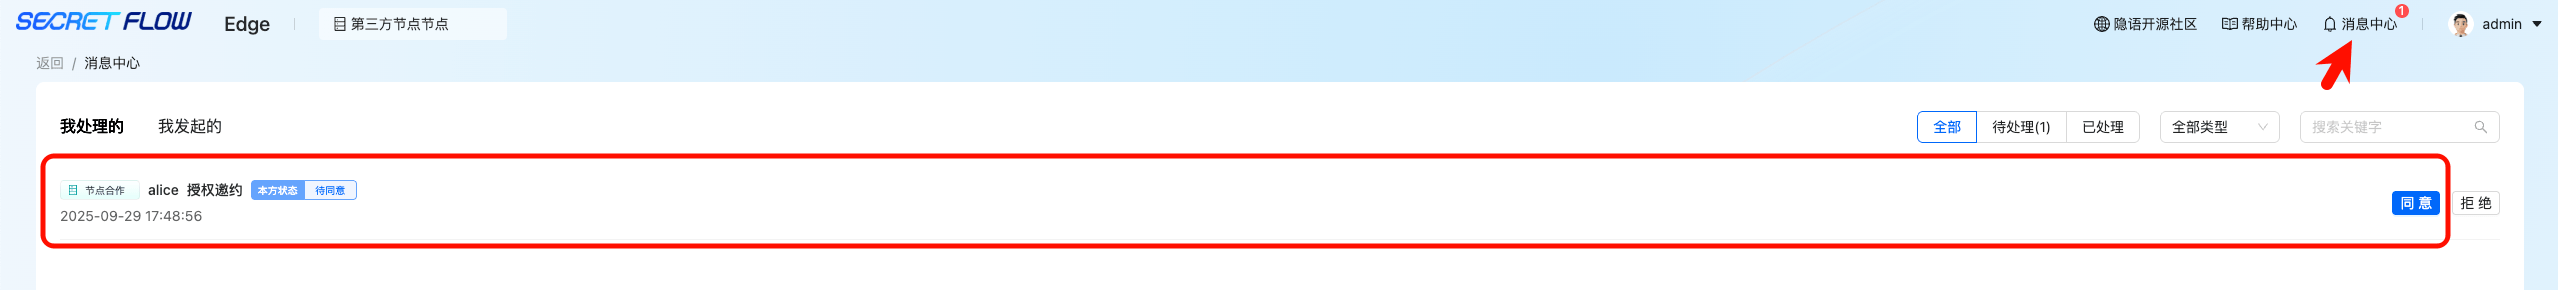 SECRET FLOW Edge 第三方节点节点 隐语开源社区 帮助中心 消息中心 1 admin
返回 / 消息中心
我处理的 我发起的 全部 待处理(1) 已处理 全部类型 搜索关键字
节点合作 alice 授权邀约 本方状态 待同意 同意 拒绝
2025-09-29 17:48:56